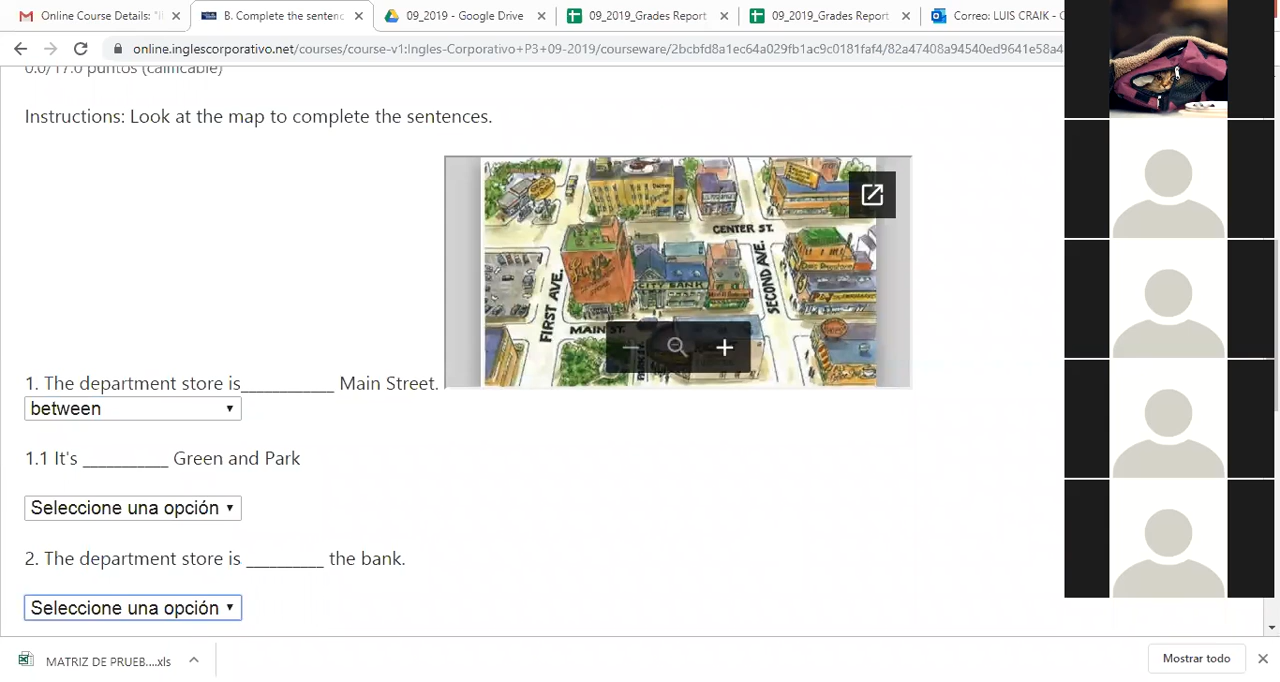 Online Course Details: "I
B. Complete the sentenc
09_2019 - Google Drive
09_2019_Grades Report
09_2019_Grades Report
Correo: LUIS CRAIK - C
online.inglescorporativo.net/courses/course-v1:Ingles-Corporativo+P3+09-2019/courseware/2bcbfd8a1ec64a029fb1ac9c0181faf4/82a47408a94540ed9641e58a4
0.0/17.0 puntos (calificable)
Instructions: Look at the map to complete the sentences.
CENTER ST.
FIRST AVE.
CITY BANK
SECOND AVE.
MAIN ST.
1. The department store is___________ Main Street.
between
1.1 It's __________ Green and Park
Seleccione una opción
2. The department store is _________ the bank.
Seleccione una opción
MATRIZ DE PRUEB....xls
Mostrar todo